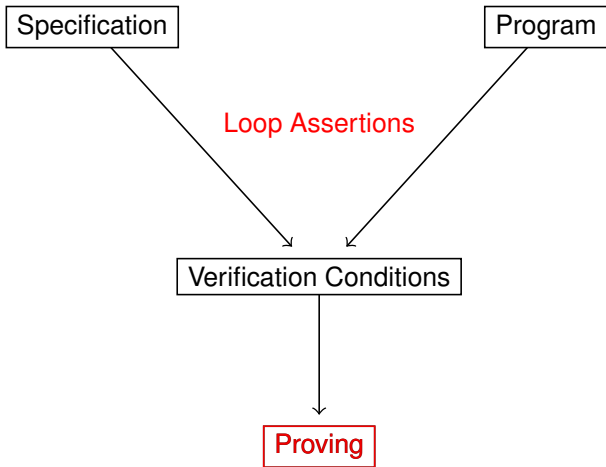 Specification
Program
Loop Assertions
Verification Conditions
Proving